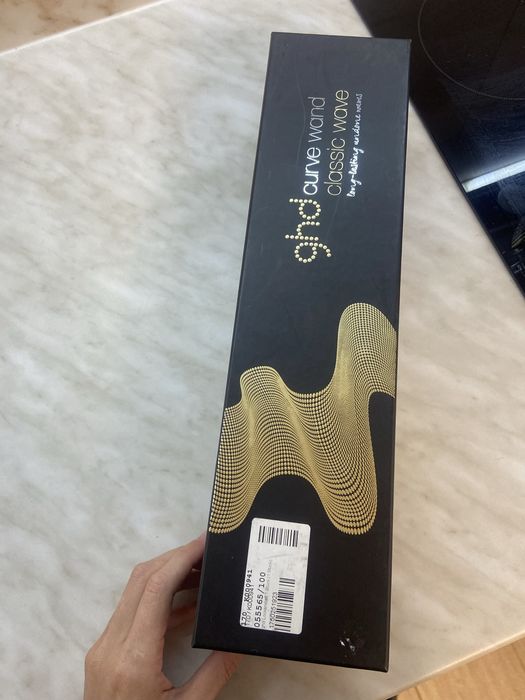 ghd curve wand
classic wave
long-lasting undone waves
055565/100